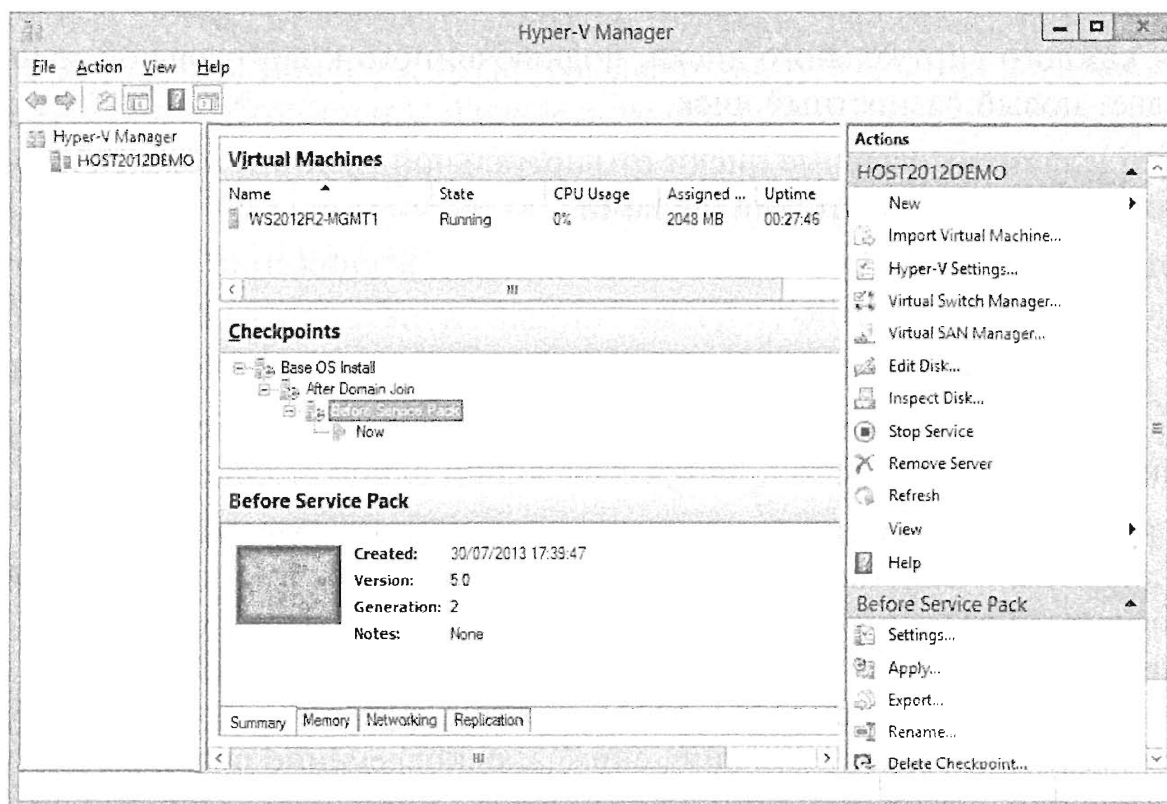 Hyper-V Manager
File Action View Help
Hyper-V Manager
HOST2012DEMO
Virtual Machines
Name State CPU Usage Assigned ... Uptime
WS2012R2-MGMT1 Running 0% 2048 MB 00:27:46
Checkpoints
Base OS Install
After Domain Join
Before Service Pack
Now
Before Service Pack
Created: 30/07/2013 17:39:47
Version: 5.0
Generation: 2
Notes: None
Summary Memory Networking Replication
Actions
HOST2012DEMO
New
Import Virtual Machine...
Hyper-V Settings...
Virtual Switch Manager...
Virtual SAN Manager...
Edit Disk...
Inspect Disk...
Stop Service
Remove Server
Refresh
View
Help
Before Service Pack
Settings...
Apply...
Export...
Rename...
Delete Checkpoint...